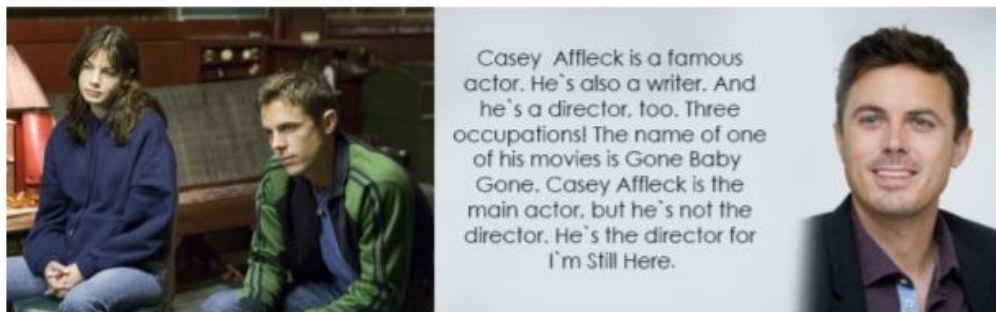 Casey Affleck is a famous
actor. He`s also a writer. And
he`s a director, too. Three
occupations! The name of one
of his movies is Gone Baby
Gone. Casey Affleck is the
main actor, but he`s not the
director. He`s the director for
I`m Still Here.